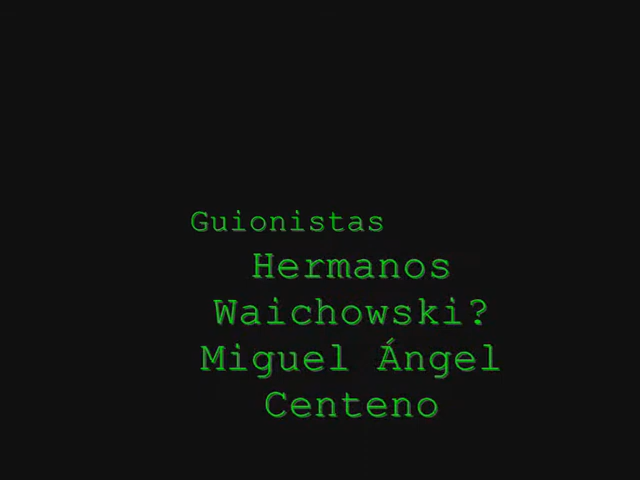 Guionistas
Hermanos
Waichowski?
Miguel Ángel
Centeno